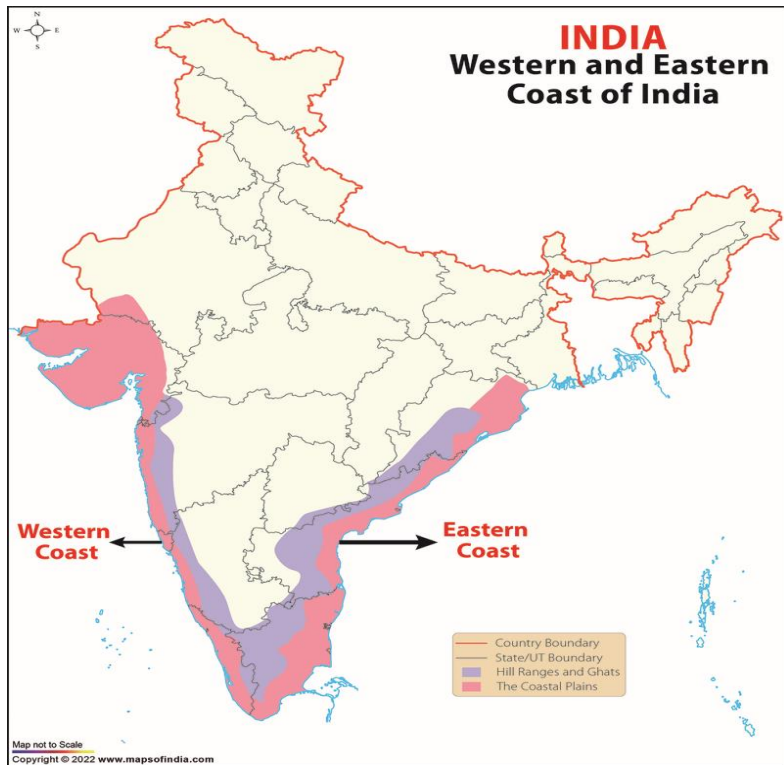 N
W E
S
INDIA
Western and Eastern
Coast of India
Western
Coast
Eastern
Coast
Country Boundary
State/UT Boundary
Hill Ranges and Ghats
The Coastal Plains
Map not to Scale
Copyright © 2022 www.mapsofindia.com